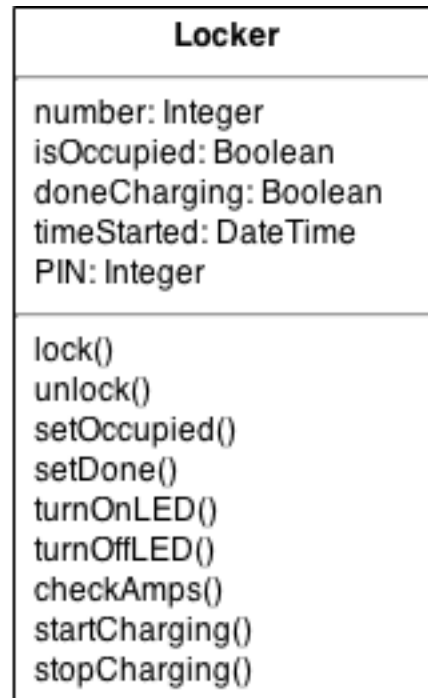 Locker
number: Integer
isOccupied: Boolean
doneCharging: Boolean
timeStarted: DateTime
PIN: Integer
lock()
unlock()
setOccupied()
setDone()
turnOnLED()
turnOffLED()
checkAmps()
startCharging()
stopCharging()